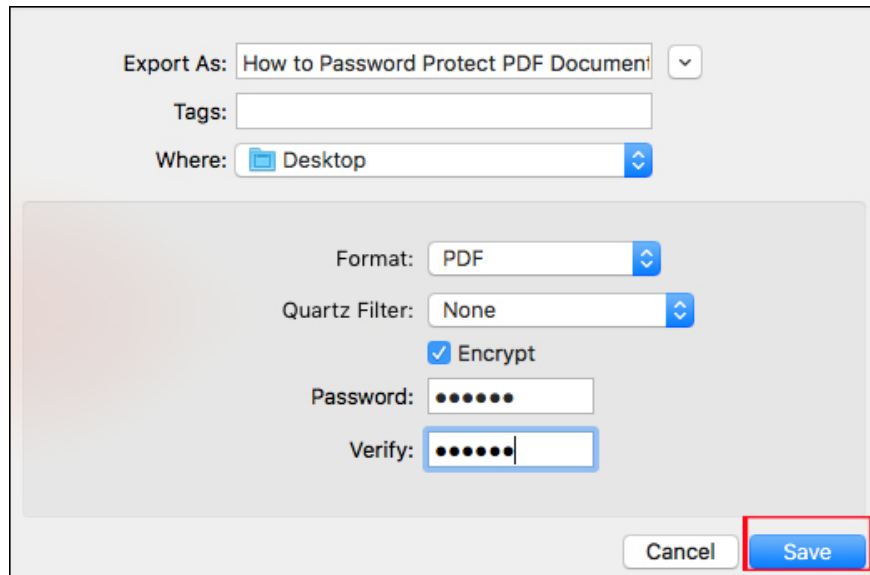 Export As: How to Password Protect PDF Document
Tags:
Where: Desktop
Format: PDF
Quartz Filter: None
Encrypt
Password: ••••••
Verify: ••••••
Cancel Save